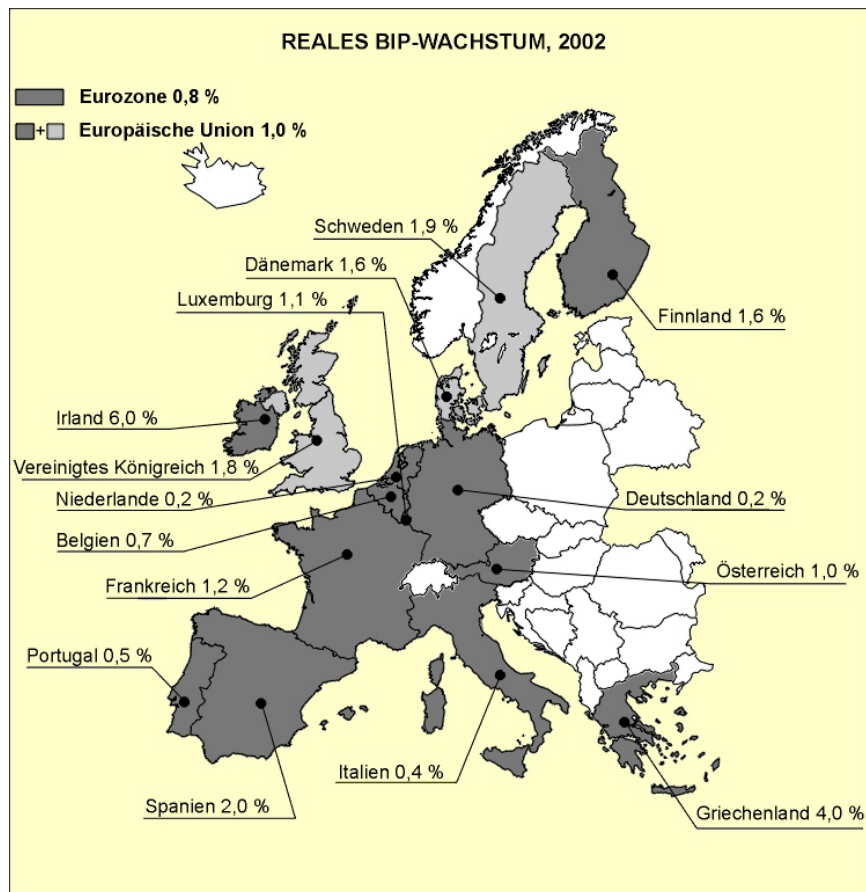 REALES BIP-WACHSTUM, 2002
Eurozone 0,8 %
+ Europäische Union 1,0 %
Schweden 1,9 %
Dänemark 1,6 %
Luxemburg 1,1 %
Finnland 1,6 %
Irland 6,0 %
Vereinigtes Königreich 1,8 %
Niederlande 0,2 %
Deutschland 0,2 %
Belgien 0,7 %
Österreich 1,0 %
Frankreich 1,2 %
Portugal 0,5 %
Italien 0,4 %
Spanien 2,0 %
Griechenland 4,0 %